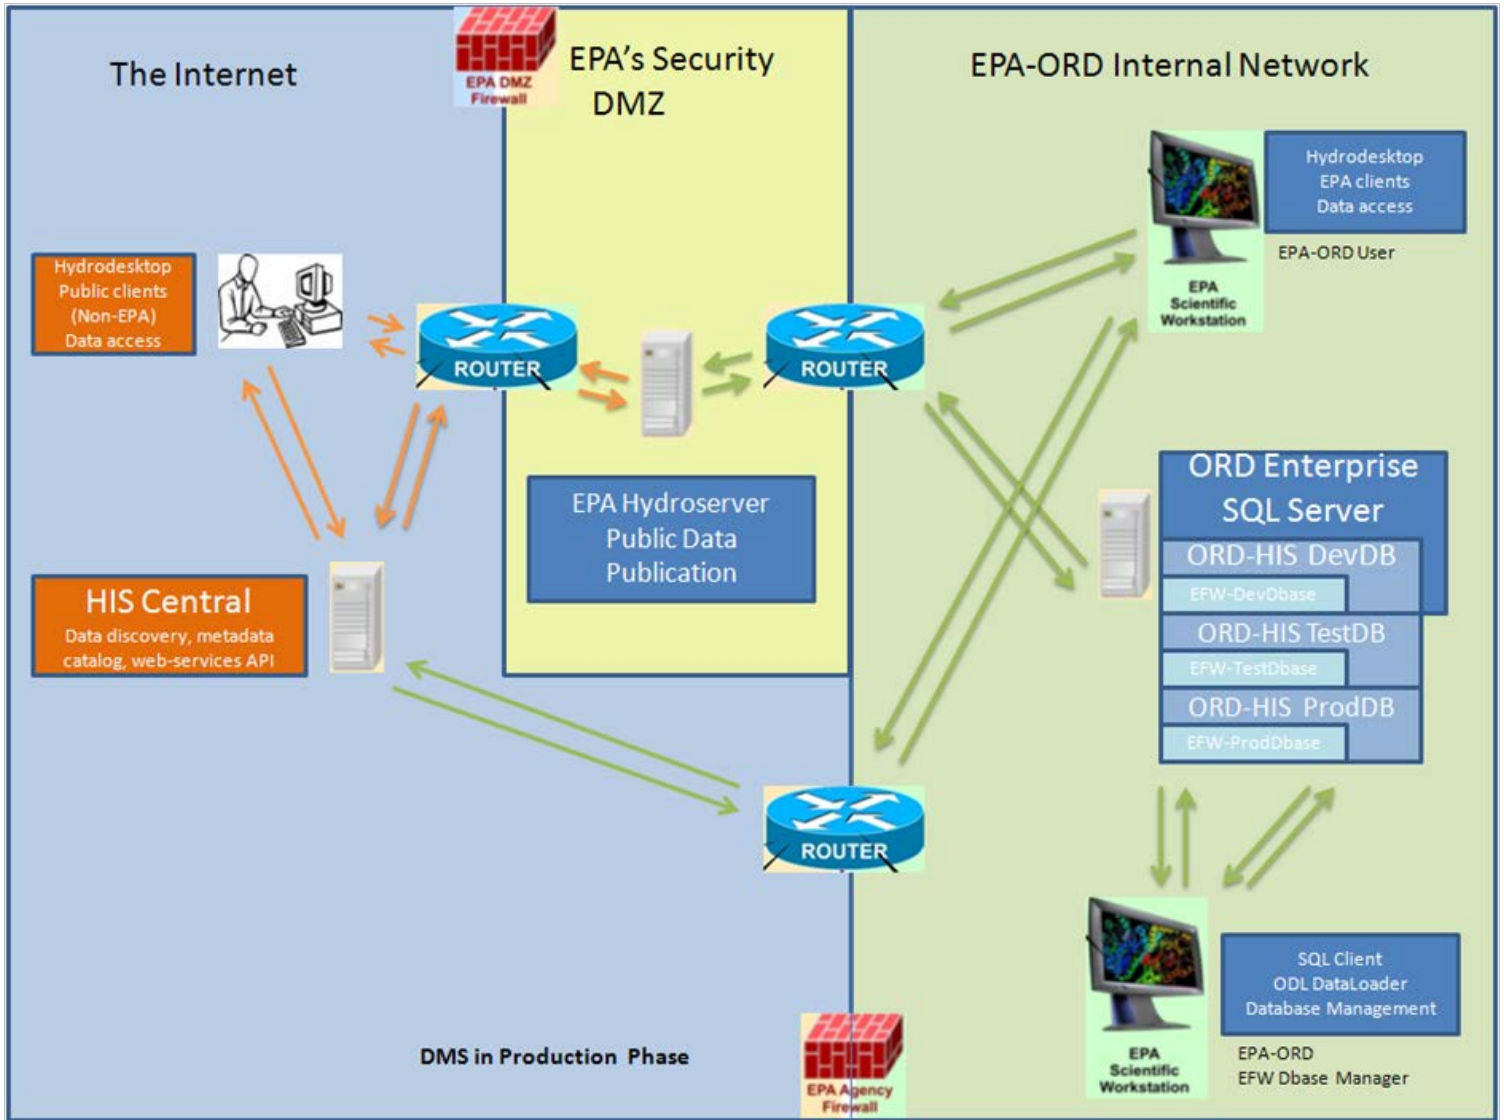 The Internet
EPA DMZ
Firewall
EPA's Security
DMZ
EPA-ORD Internal Network
Hydrodesktop
EPA clients
Data access
EPA-ORD User
EPA
Scientific
Workstation
Hydrodesktop
Public clients
(Non-EPA)
Data access
ROUTER
ROUTER
EPA Hydroserver
Public Data
Publication
ORD Enterprise
SQL Server
ORD-HIS DevDB
EFW-DevDbase
ORD-HIS TestDB
EFW-TestDbase
ORD-HIS ProdDB
EFW-ProdDbase
HIS Central
Data discovery, metadata
catalog, web-services API
ROUTER
SQL Client
ODL DataLoader
Database Management
EPA-ORD
EFW Dbase Manager
EPA
Scientific
Workstation
DMS in Production Phase
EPA Agency
Firewall